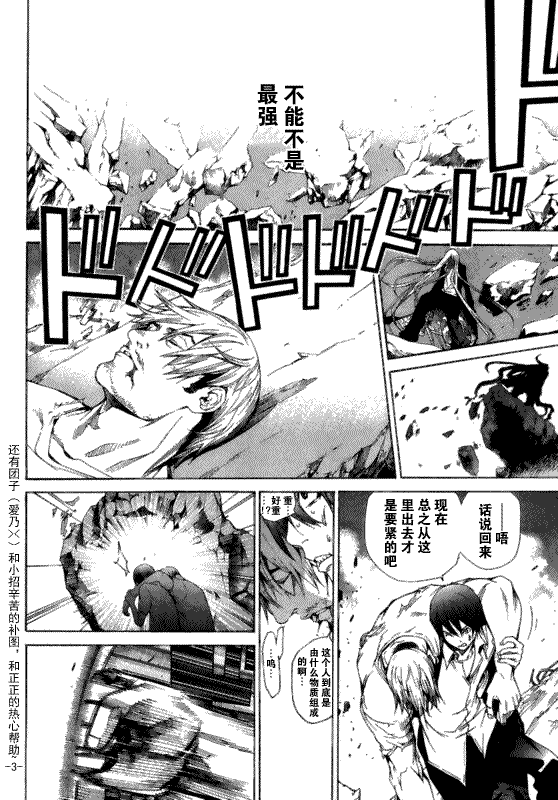 ド
ドドドドドド
不能不是
最强
——唔
话说回来
现在
总之从这
里出去才
是要紧的吧
重…
好重
!?
这个人到底是
由什么物质组成
的啊…
…呜
还有团子（爱乃乂）和小招辛苦的补图，和正正的热心帮助
-3-